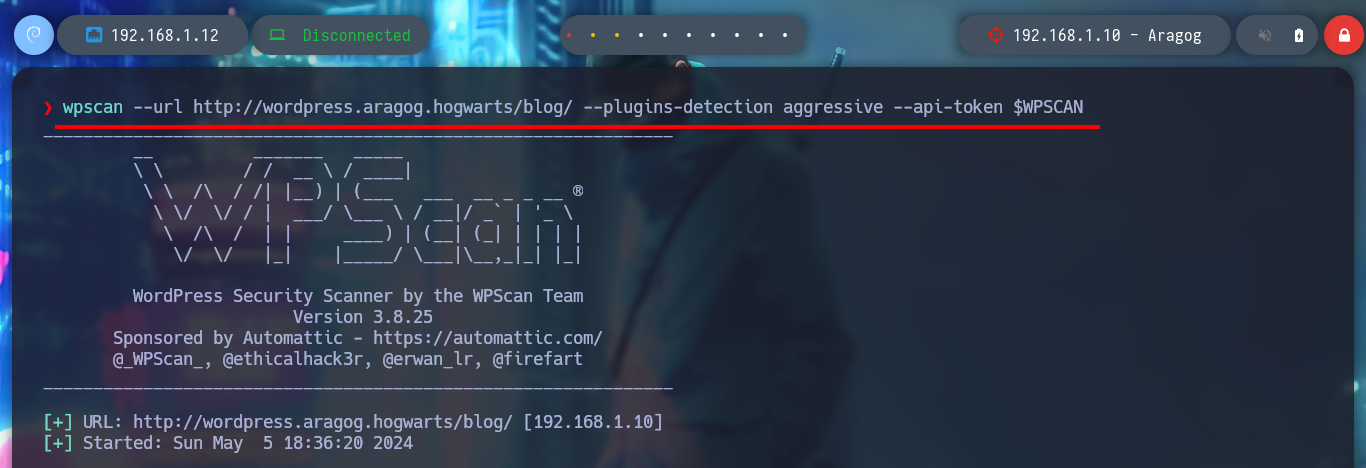 192.168.1.12
Disconnected
192.168.1.10 - Aragog
❯ wpscan --url http://wordpress.aragog.hogwarts/blog/ --plugins-detection aggressive --api-token $WPSCAN
WPScan ®
WordPress Security Scanner by the WPScan Team
Version 3.8.25
Sponsored by Automattic - https://automattic.com/
@_WPScan_, @ethicalhack3r, @erwan_lr, @firefart
[+] URL: http://wordpress.aragog.hogwarts/blog/ [192.168.1.10]
[+] Started: Sun May  5 18:36:20 2024